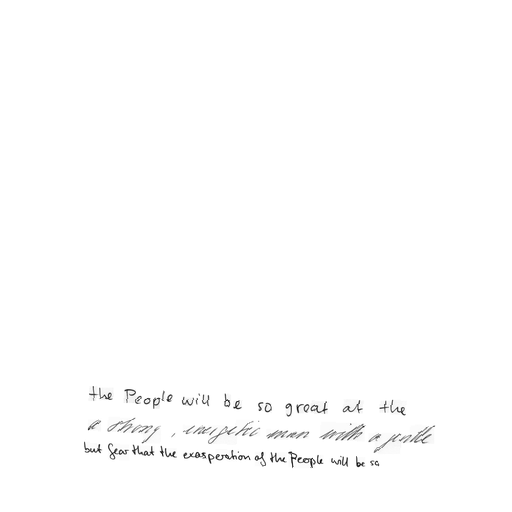 the People will be so great at the
a strong, energetic man with a gentle
but fear that the exasperation of the People will be so